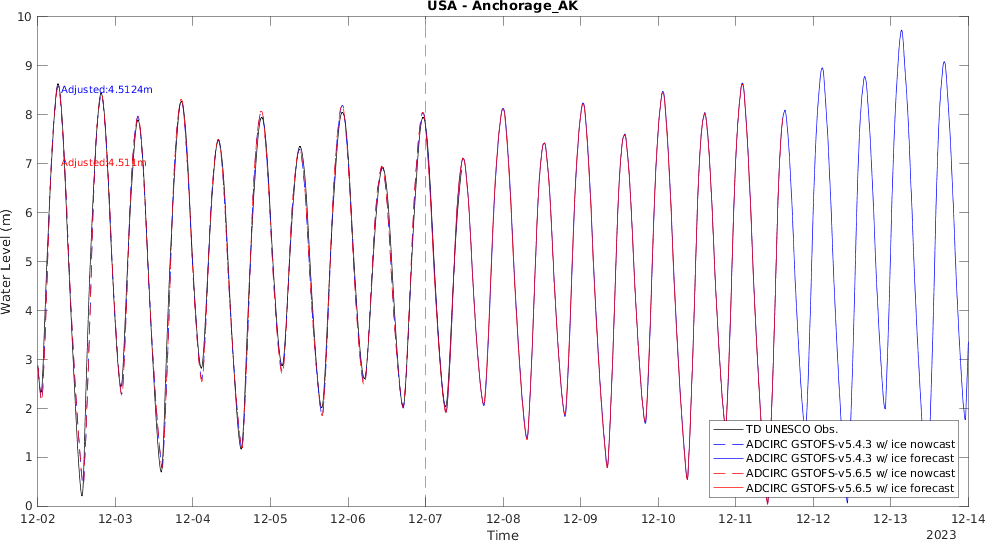 USA - Anchorage_AK
10
9
8
7
6
5
4
3
2
1
0
Water Level (m)
Adjusted:4.5124m
Adjusted:4.511m
TD UNESCO Obs.
ADCIRC GSTOFS-v5.4.3 w/ ice nowcast
ADCIRC GSTOFS-v5.4.3 w/ ice forecast
ADCIRC GSTOFS-v5.6.5 w/ ice nowcast
ADCIRC GSTOFS-v5.6.5 w/ ice forecast
12-02 12-03 12-04 12-05 12-06 12-07 12-08 12-09 12-10 12-11 12-12 12-13 12-14
Time
2023